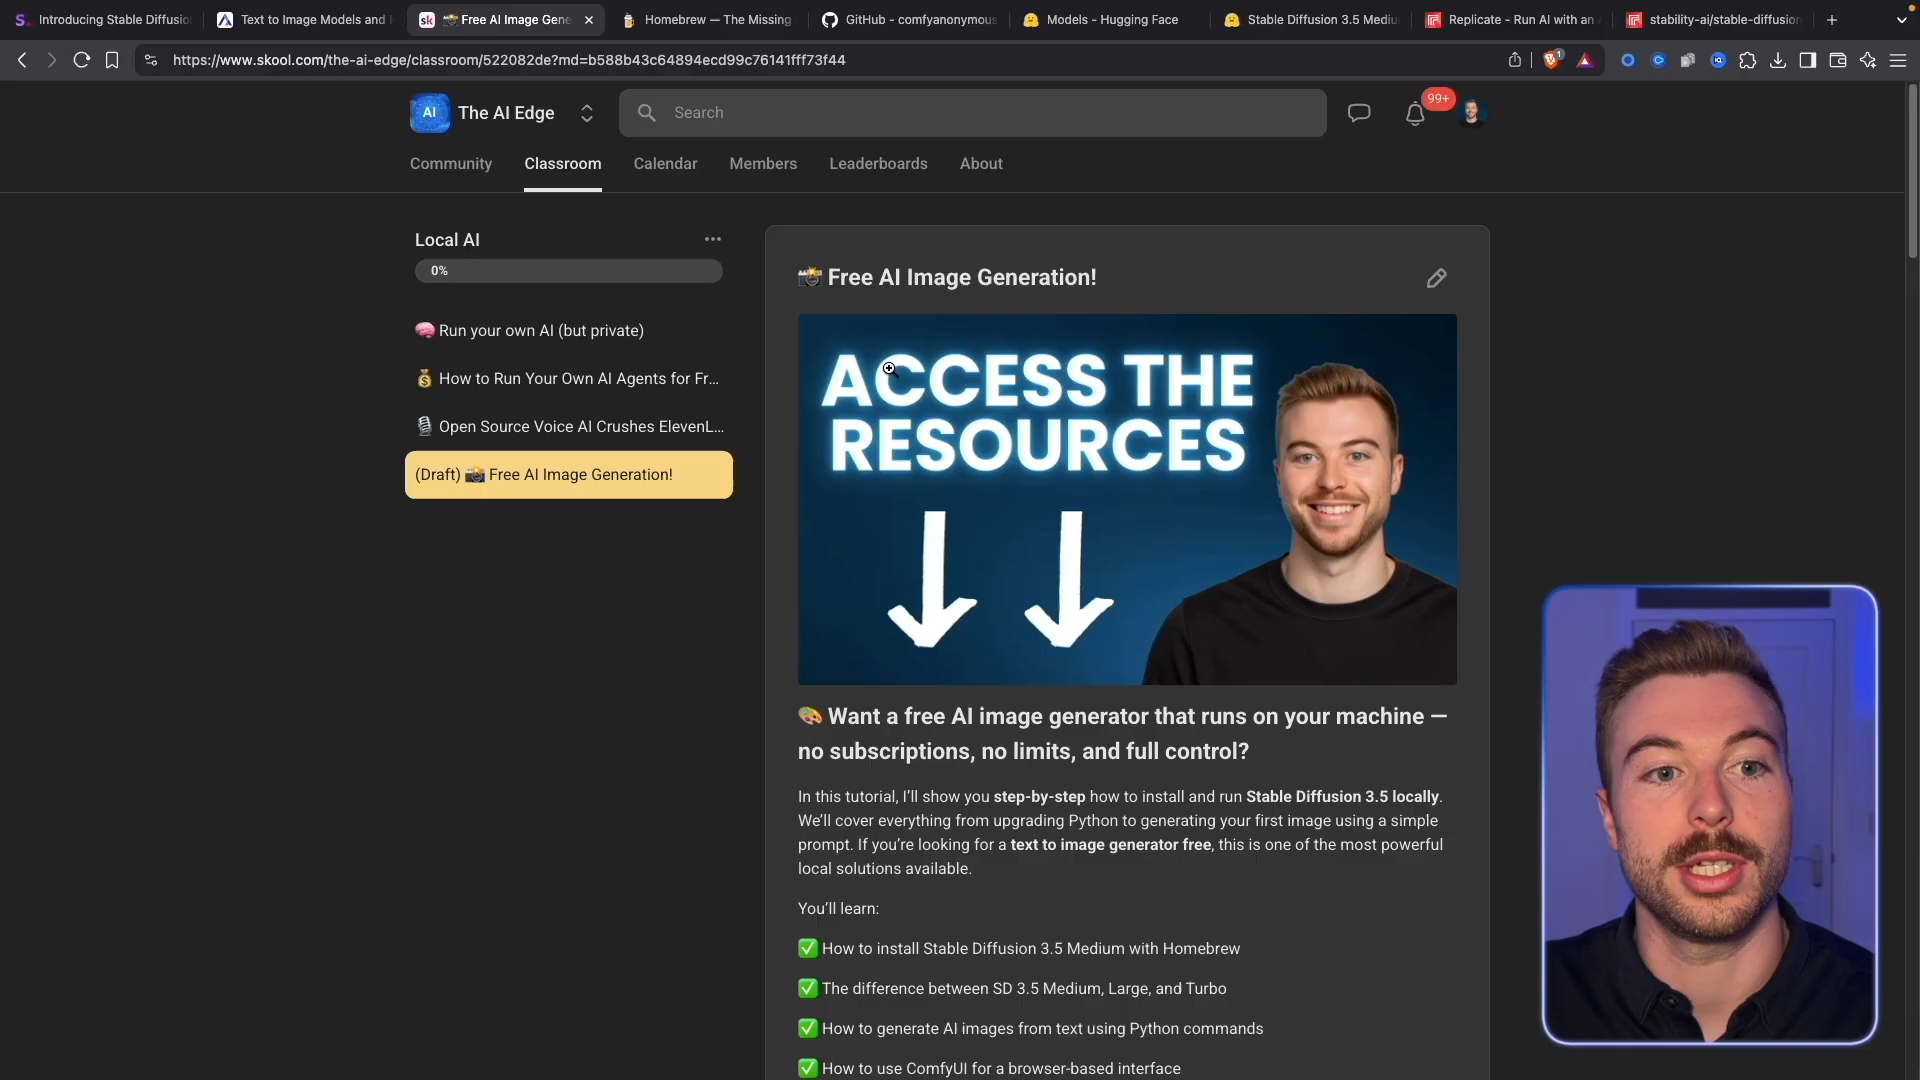 Introducing Stable Diffusio
Text to Image Models and P
sk
Free AI Image Gene
Homebrew — The Missing
GitHub - comfyanonymous
Models - Hugging Face
Stable Diffusion 3.5 Mediu
Replicate - Run AI with an
stability-ai/stable-diffusion
https://www.skool.com/the-ai-edge/classroom/522082de?md=b588b43c64894ecd99c76141fff73f44
1
AI
The AI Edge
Search
99+
Community
Classroom
Calendar
Members
Leaderboards
About
Local AI
0%
Run your own AI (but private)
How to Run Your Own AI Agents for Fr...
Open Source Voice AI Crushes ElevenL...
(Draft) 📸 Free AI Image Generation!
📸 Free AI Image Generation!
ACCESS THE
RESOURCES
🎨 Want a free AI image generator that runs on your machine —
no subscriptions, no limits, and full control?
In this tutorial, I'll show you step-by-step how to install and run Stable Diffusion 3.5 locally.
We'll cover everything from upgrading Python to generating your first image using a simple
prompt. If you're looking for a text to image generator free, this is one of the most powerful
local solutions available.
You'll learn:
✅ How to install Stable Diffusion 3.5 Medium with Homebrew
✅ The difference between SD 3.5 Medium, Large, and Turbo
✅ How to generate AI images from text using Python commands
✅ How to use ComfyUI for a browser-based interface